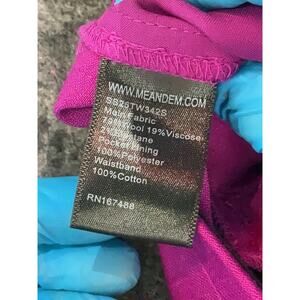 WWW.MEANDEM.COM
SS23TW342S
Main Fabric
79%Wool 19%Viscose
2%Elastane
Pocket Lining
100%Polyester
Waistband
100%Cotton
RN167488